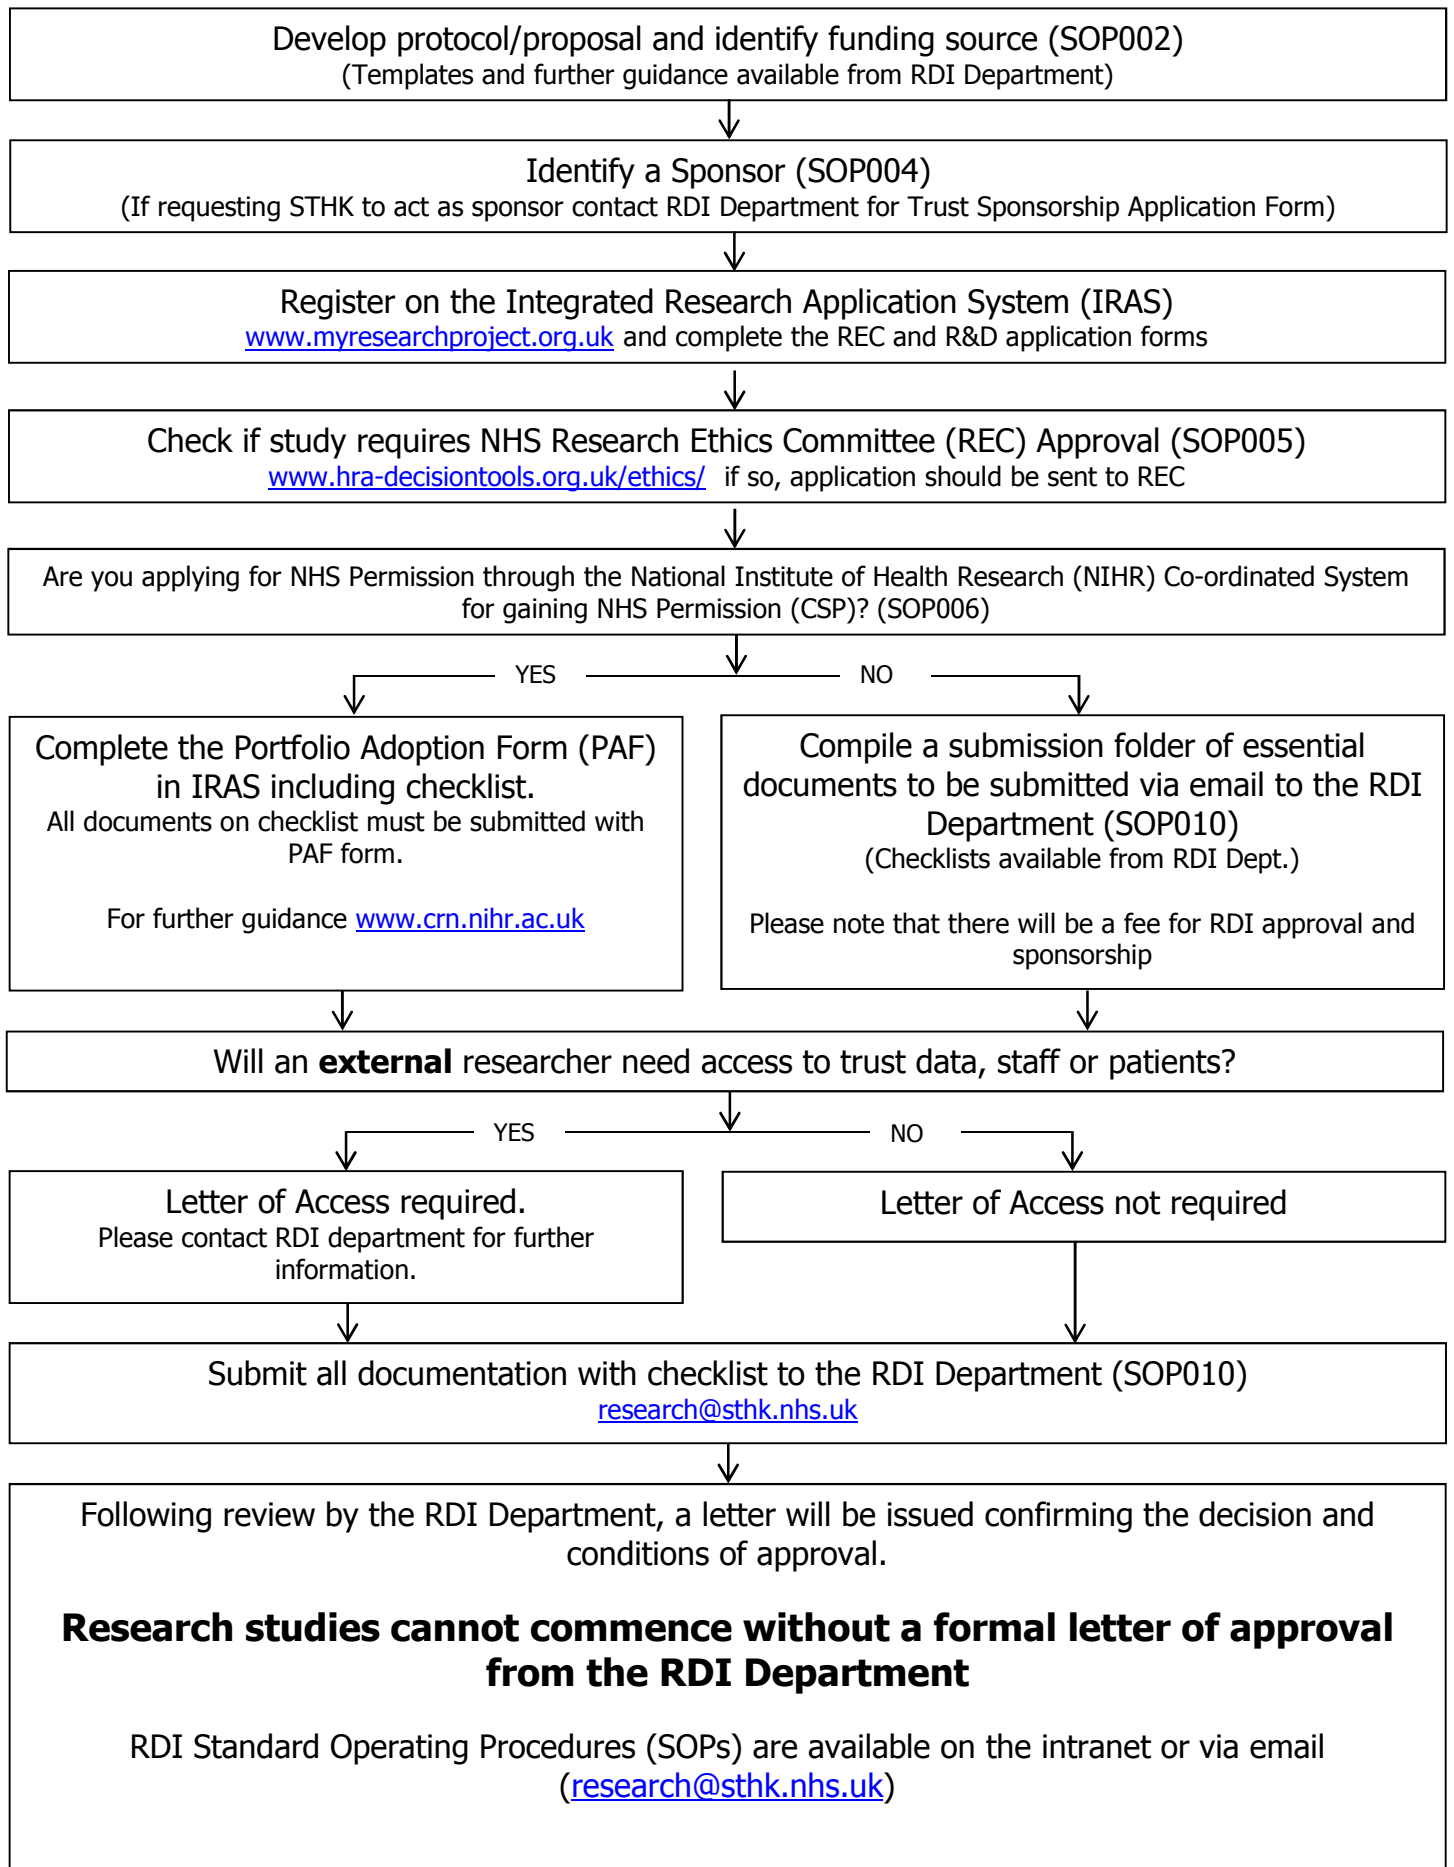 Develop protocol/proposal and identify funding source (SOP002)
(Templates and further guidance available from RDI Department)
Identify a Sponsor (SOP004)
(If requesting STHK to act as sponsor contact RDI Department for Trust Sponsorship Application Form)
Register on the Integrated Research Application System (IRAS)
www.myresearchproject.org.uk and complete the REC and R&D application forms
Check if study requires NHS Research Ethics Committee (REC) Approval (SOP005)
www.hra-decisiontools.org.uk/ethics/ if so, application should be sent to REC
Are you applying for NHS Permission through the National Institute of Health Research (NIHR) Co-ordinated System
for gaining NHS Permission (CSP)? (SOP006)
YES
NO
Complete the Portfolio Adoption Form (PAF)
in IRAS including checklist.
All documents on checklist must be submitted with
PAF form.
For further guidance www.crn.nihr.ac.uk
Compile a submission folder of essential
documents to be submitted via email to the RDI
Department (SOP010)
(Checklists available from RDI Dept.)
Please note that there will be a fee for RDI approval and
sponsorship
Will an external researcher need access to trust data, staff or patients?
YES
NO
Letter of Access required.
Please contact RDI department for further
information.
Letter of Access not required
Submit all documentation with checklist to the RDI Department (SOP010)
research@sthk.nhs.uk
Following review by the RDI Department, a letter will be issued confirming the decision and
conditions of approval.
Research studies cannot commence without a formal letter of approval
from the RDI Department
RDI Standard Operating Procedures (SOPs) are available on the intranet or via email
(research@sthk.nhs.uk)